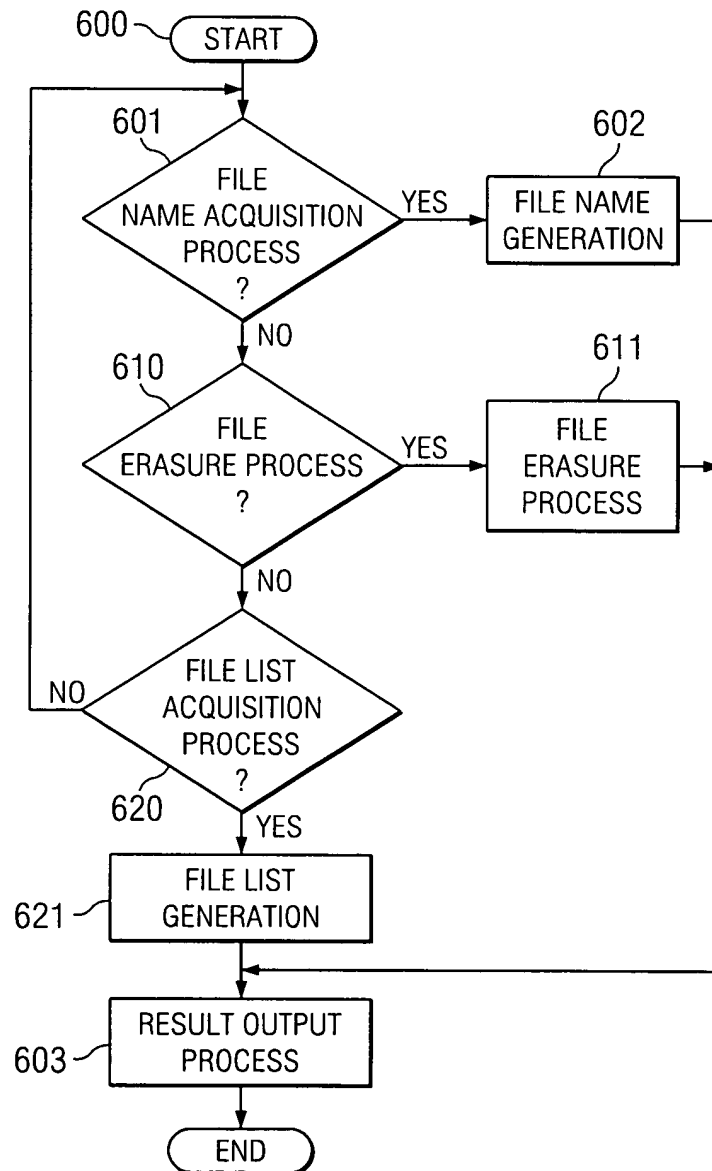 600
START
601
FILE
NAME ACQUISITION
PROCESS
?
YES
602
FILE NAME
GENERATION
NO
610
FILE
ERASURE PROCESS
?
YES
611
FILE
ERASURE
PROCESS
NO
FILE LIST
ACQUISITION
PROCESS
?
NO
620
YES
621
FILE LIST
GENERATION
603
RESULT OUTPUT
PROCESS
END